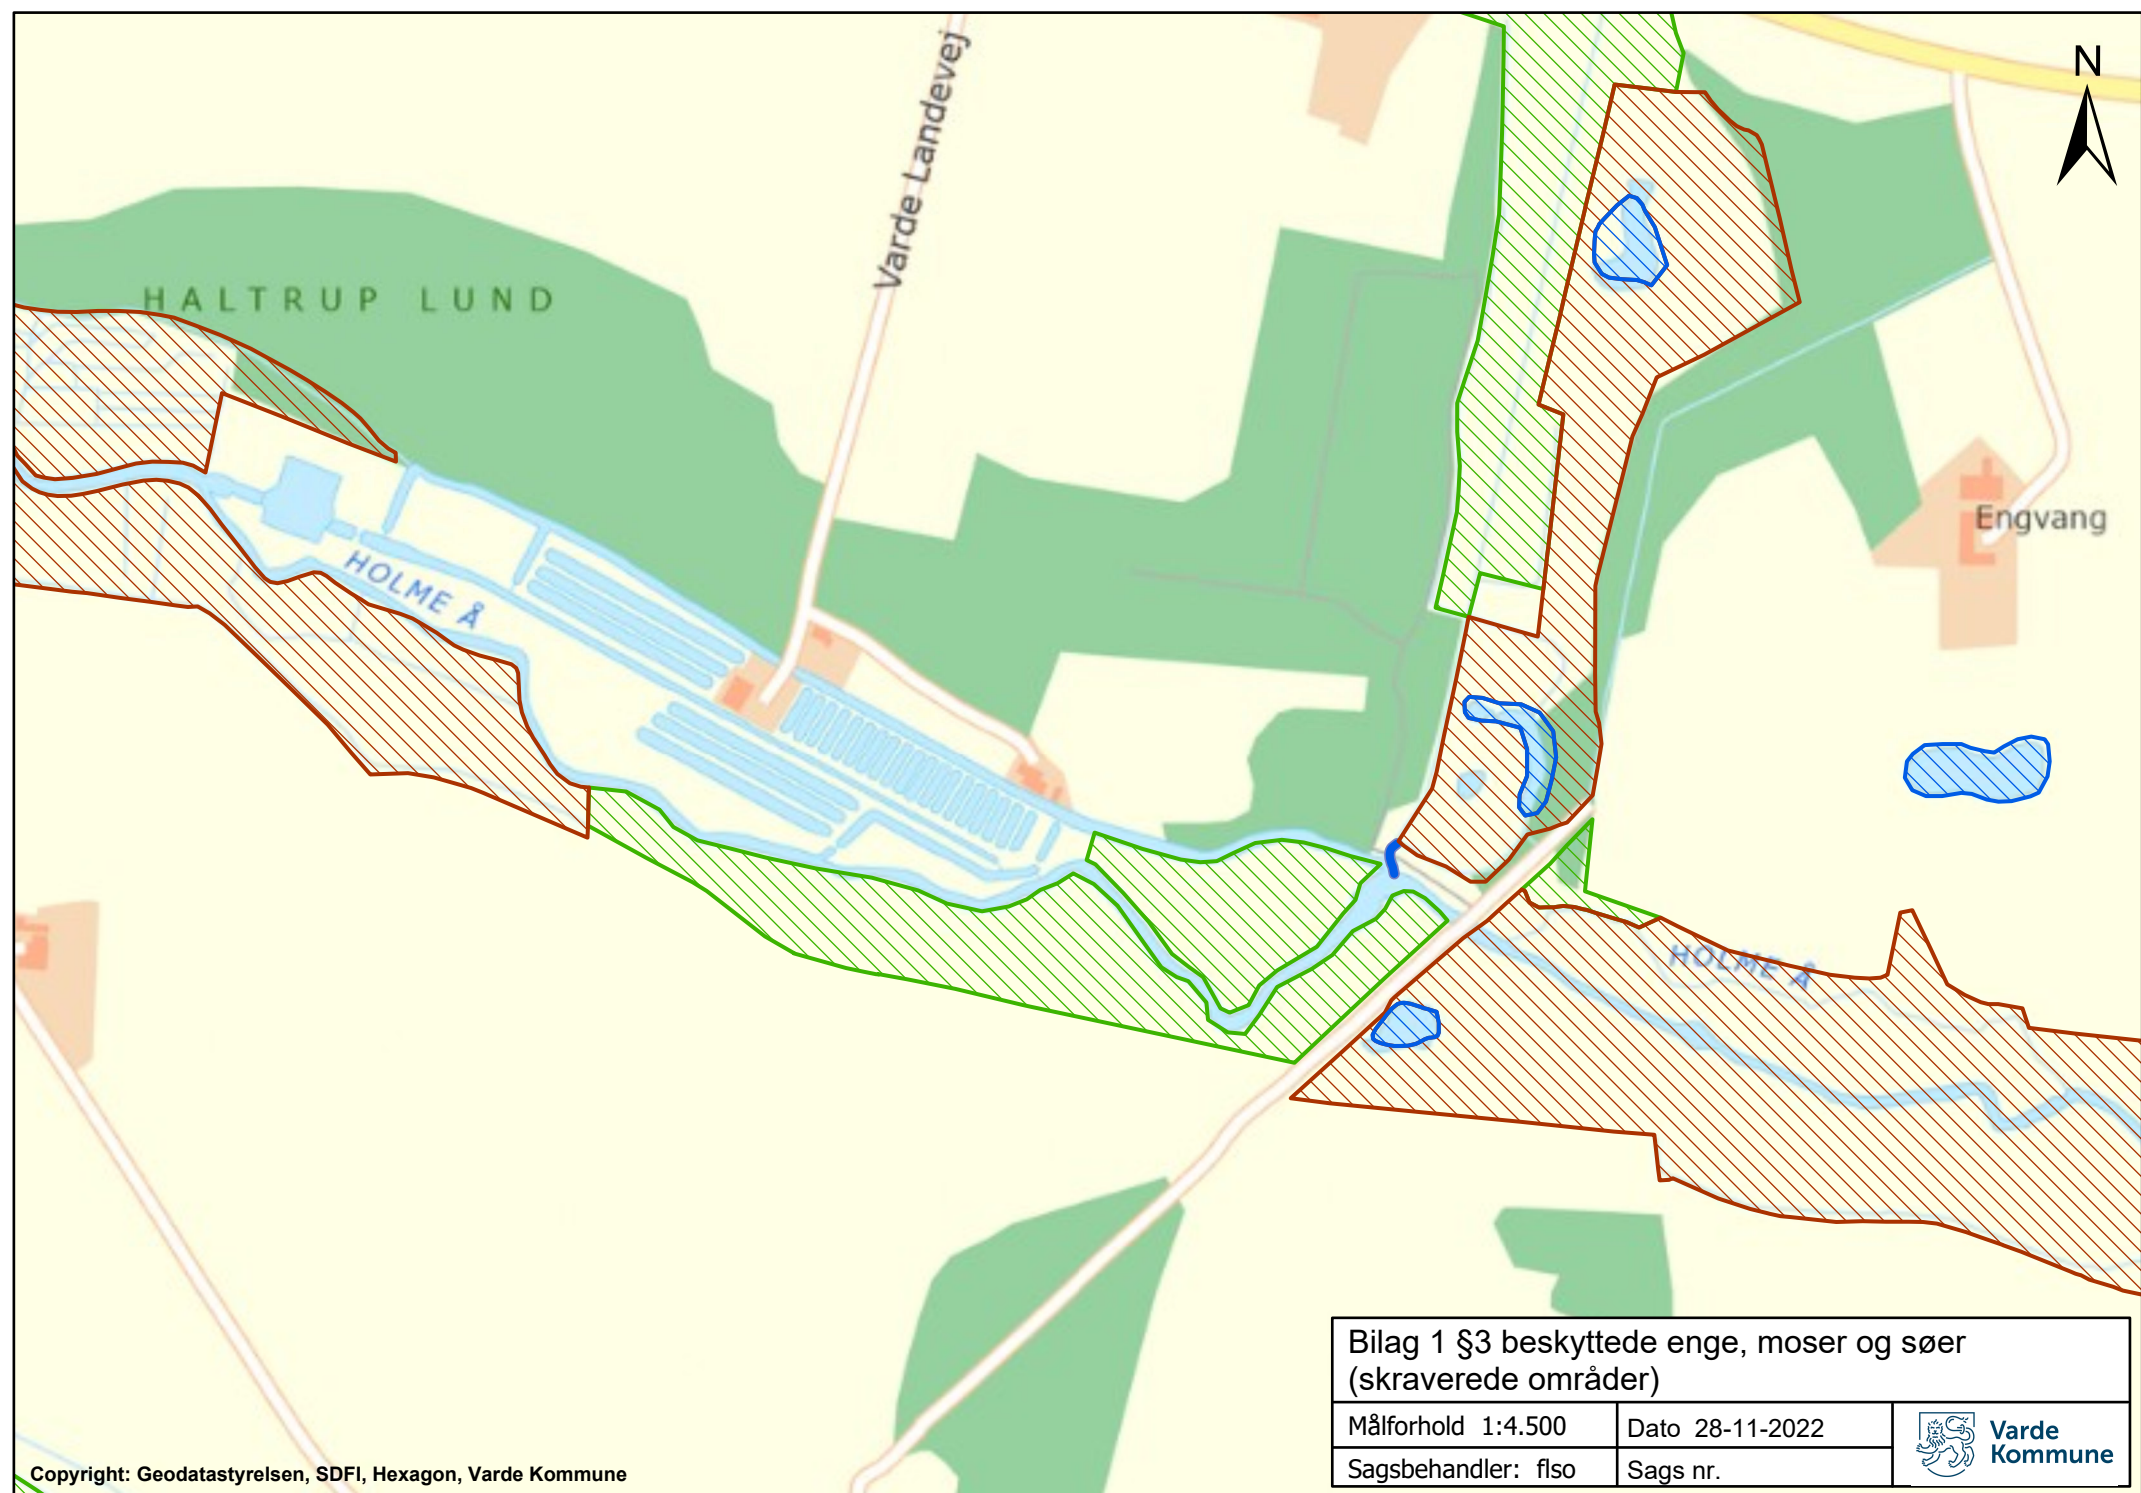 N
Varde Landevej
HALTRUP LUND
Engvang
HOLME Å
HOLME Å
Bilag 1 §3 beskyttede enge, moser og søer
(skraverede områder)
Målforhold 1:4.500
Dato 28-11-2022
Sagsbehandler: flso
Sags nr.
Varde
Kommune
Copyright: Geodatastyrelsen, SDFI, Hexagon, Varde Kommune